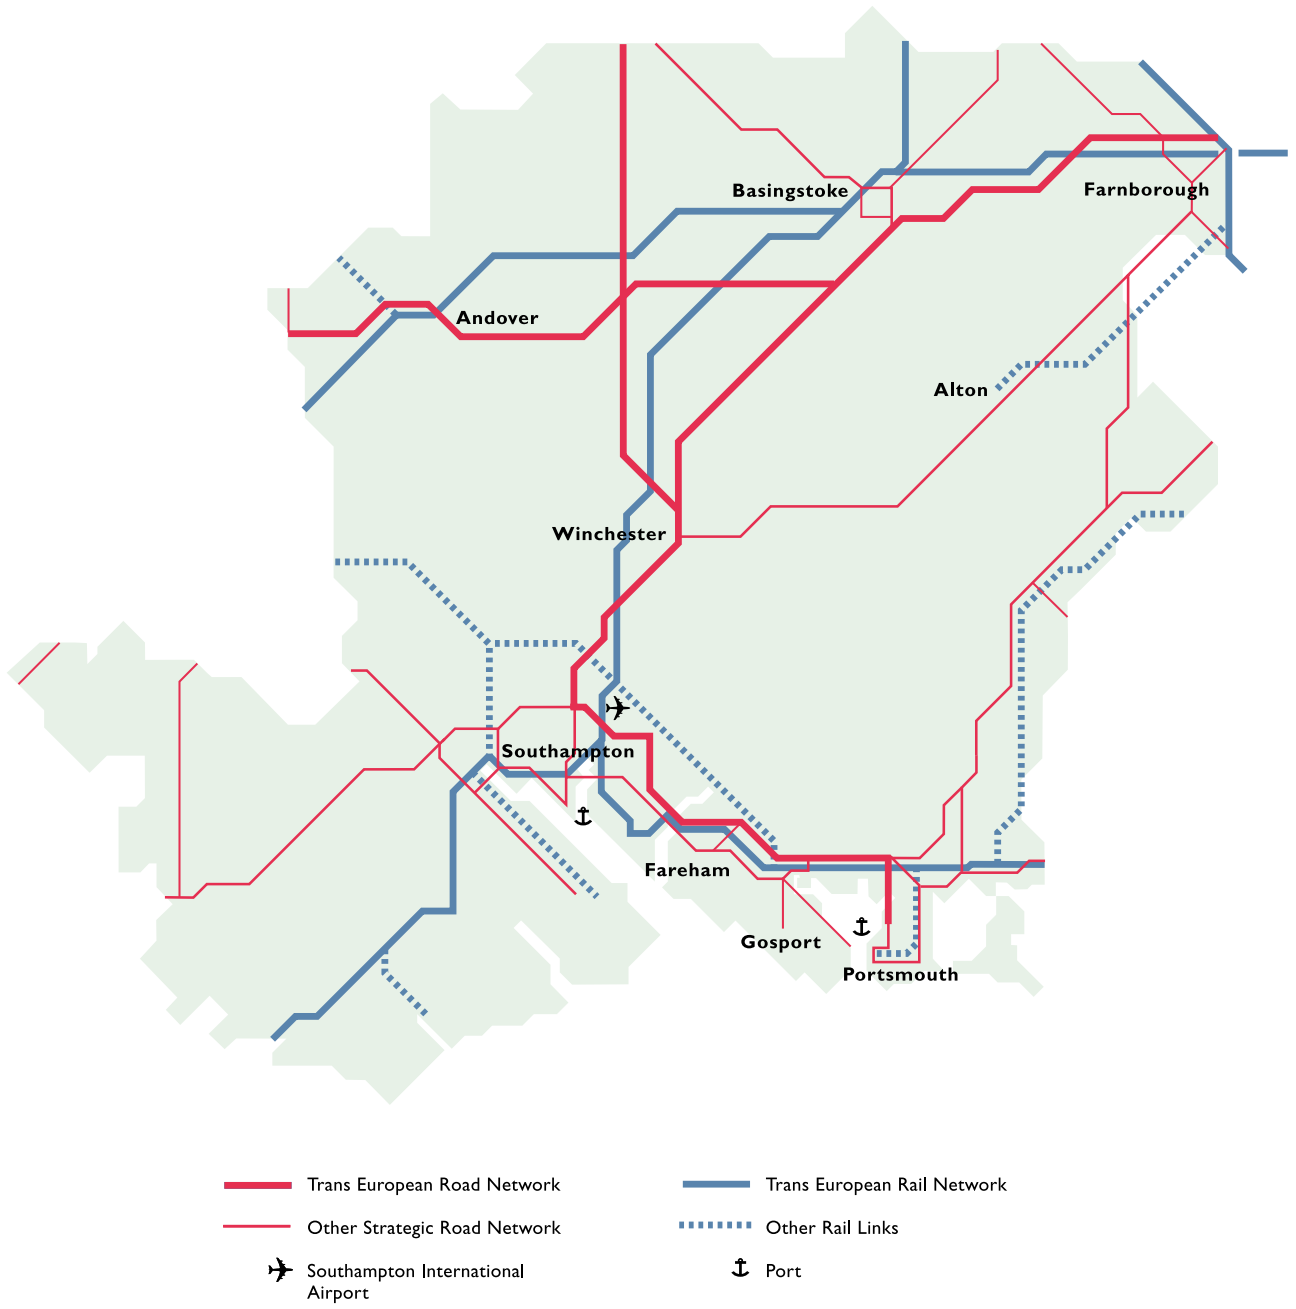 Basingstoke
Farnborough
Andover
Alton
Winchester
Southampton
Fareham
Gosport
Portsmouth
Trans European Road Network
Trans European Rail Network
Other Strategic Road Network
Other Rail Links
Southampton International
Airport
Port